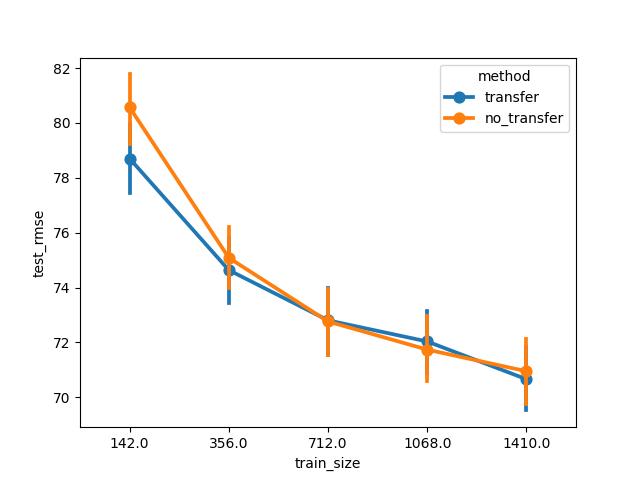 82
80
78
76
74
72
70
test_rmse
method
transfer
no_transfer
142.0 356.0 712.0 1068.0 1410.0
train_size